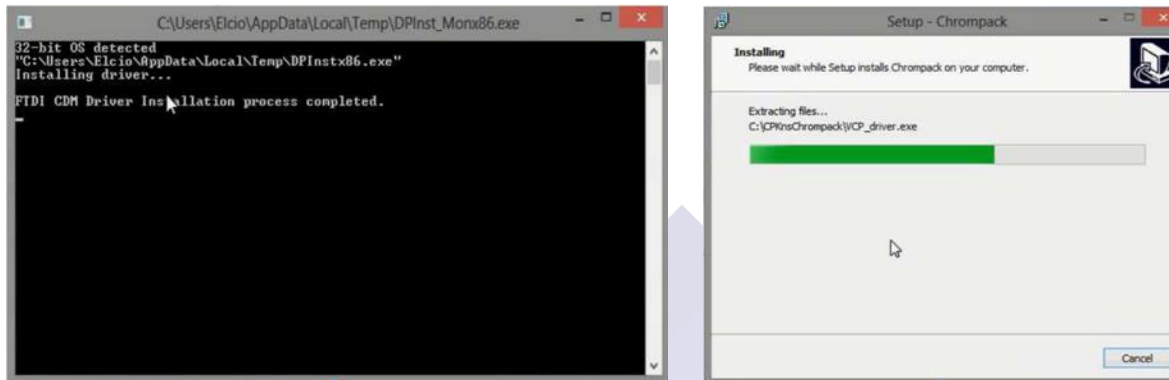 C:\Users\Elcio\AppData\Local\Temp\DPInst_Monx86.exe
32-bit OS detected
"C:\Users\Elcio\AppData\Local\Temp\DPInstx86.exe"
Installing driver...
FTDI CDM Driver Installation process completed.
Setup - Chrompack
Installing
Please wait while Setup installs Chrompack on your computer.
Extracting files...
C:\CPKnsChrompack\VCP_driver.exe
Cancel